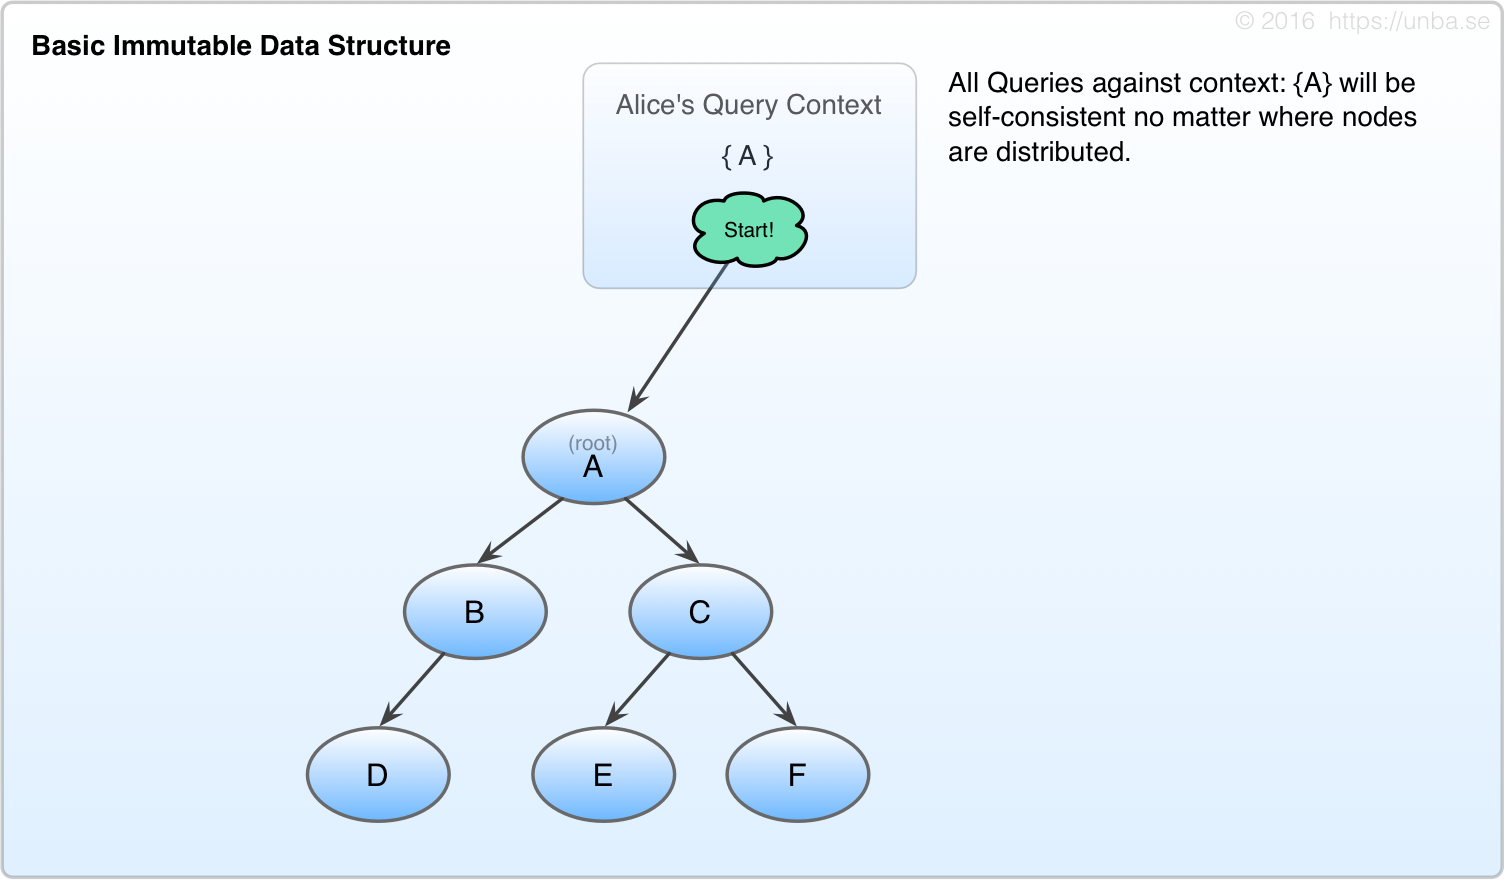 © 2016  https://unba.se
Basic Immutable Data Structure
Alice's Query Context
{ A }
Start!
All Queries against context: {A} will be
self-consistent no matter where nodes
are distributed.
(root)
A
B
C
D
E
F